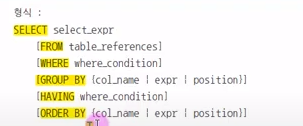 형식 :
SELECT select_expr
[FROM table_references]
[WHERE where_condition]
[GROUP BY {col_name | expr | position}]
[HAVING where_condition]
[ORDER BY {col_name | expr | position}]